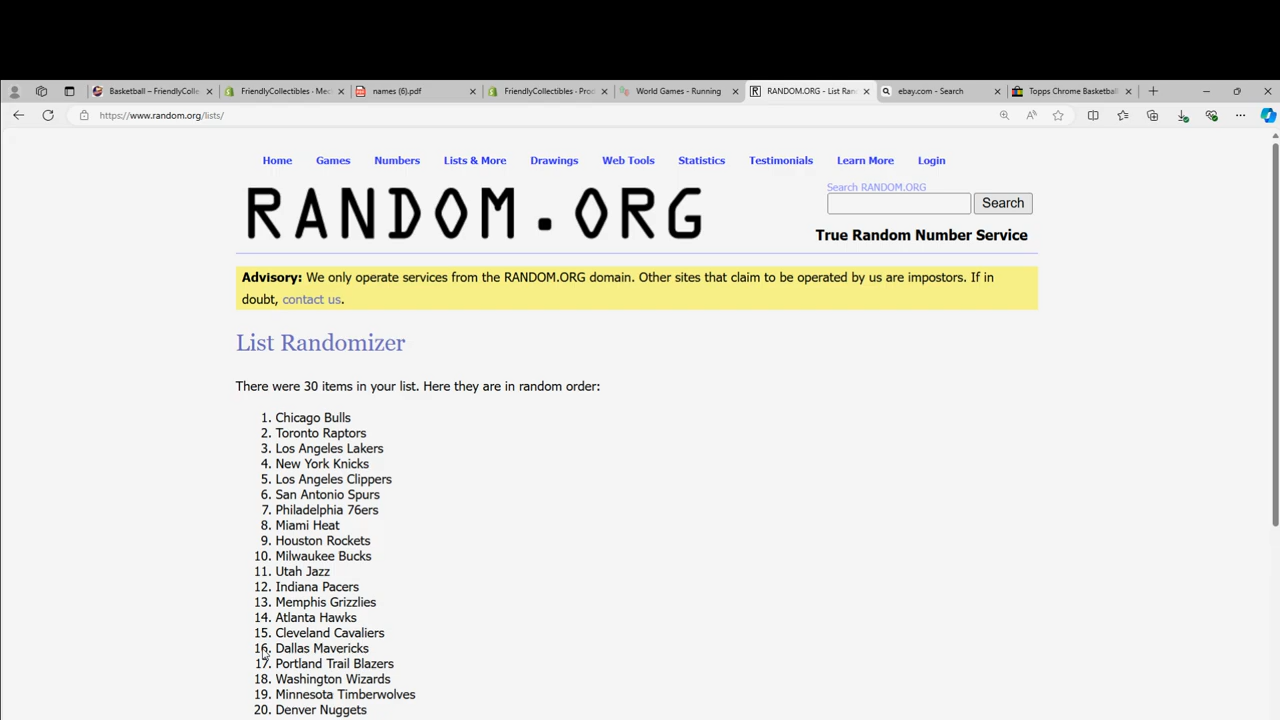 Basketball – FriendlyColle
FriendlyCollectibles · Mec
names (6).pdf
FriendlyCollectibles · Proc
World Games - Running
RANDOM.ORG - List Ran
ebay.com - Search
Topps Chrome Basketball
https://www.random.org/lists/
Home Games Numbers Lists & More Drawings Web Tools Statistics Testimonials Learn More Login
RANDOM.ORG
Search RANDOM.ORG
Search
True Random Number Service
Advisory: We only operate services from the RANDOM.ORG domain. Other sites that claim to be operated by us are impostors. If in
doubt, contact us.
List Randomizer
There were 30 items in your list. Here they are in random order:
1. Chicago Bulls
2. Toronto Raptors
3. Los Angeles Lakers
4. New York Knicks
5. Los Angeles Clippers
6. San Antonio Spurs
7. Philadelphia 76ers
8. Miami Heat
9. Houston Rockets
10. Milwaukee Bucks
11. Utah Jazz
12. Indiana Pacers
13. Memphis Grizzlies
14. Atlanta Hawks
15. Cleveland Cavaliers
16. Dallas Mavericks
17. Portland Trail Blazers
18. Washington Wizards
19. Minnesota Timberwolves
20. Denver Nuggets